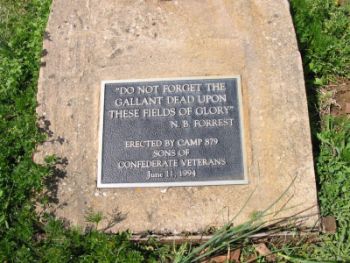 "DO NOT FORGET THE
GALLANT DEAD UPON
THESE FIELDS OF GLORY"
N. B. FORREST
ERECTED BY CAMP 879
SONS OF
CONFEDERATE VETERANS
June 11, 1994